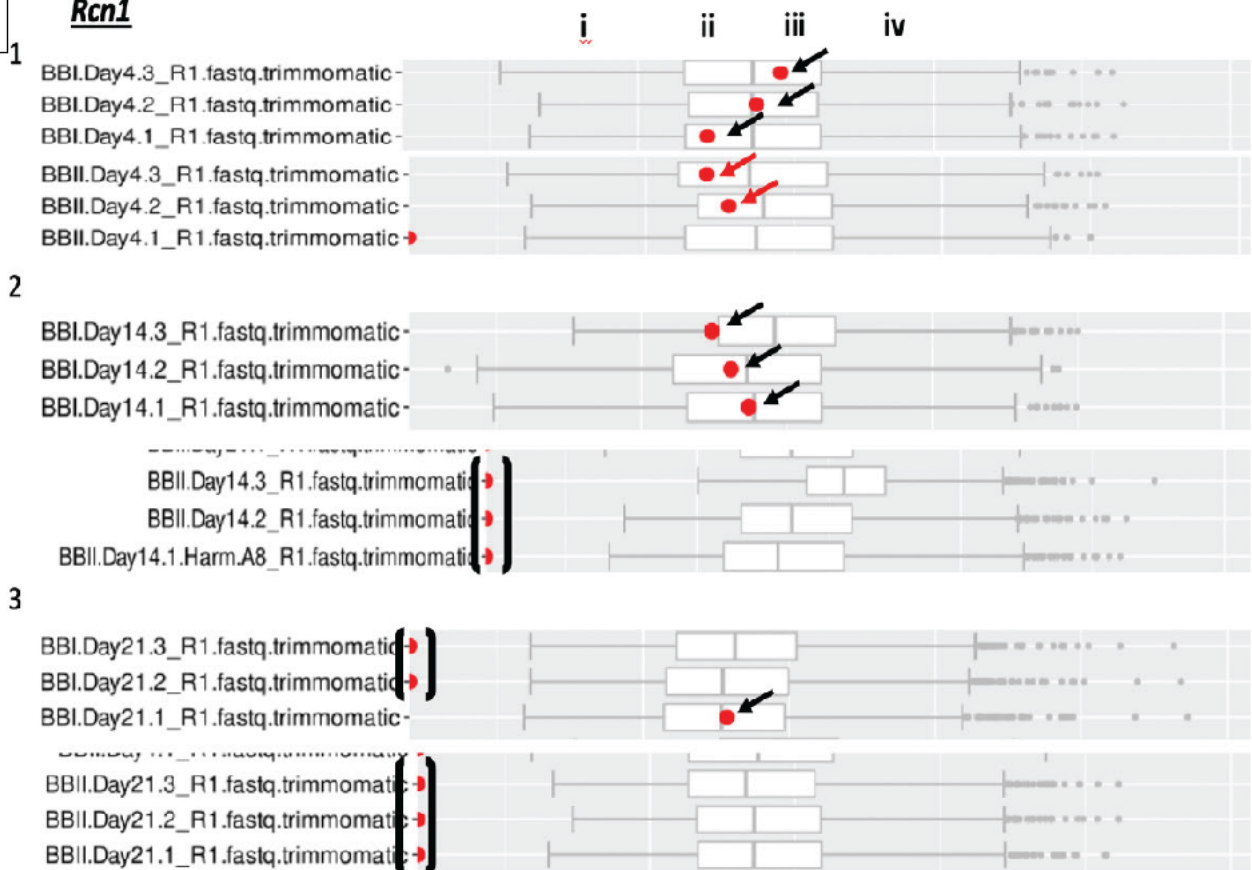 Rcn1
i ii iii iv
1
BBI.Day4.3_R1.fastq.trimmomatic
BBI.Day4.2_R1.fastq.trimmomatic
BBI.Day4.1_R1.fastq.trimmomatic
BBII.Day4.3_R1.fastq.trimmomatic
BBII.Day4.2_R1.fastq.trimmomatic
BBII.Day4.1_R1.fastq.trimmomatic
2
BBI.Day14.3_R1.fastq.trimmomatic
BBI.Day14.2_R1.fastq.trimmomatic
BBI.Day14.1_R1.fastq.trimmomatic
BBII.Day14.3_R1.fastq.trimmomatic
BBII.Day14.2_R1.fastq.trimmomatic
BBII.Day14.1.Harm.A8_R1.fastq.trimmomatic
3
BBI.Day21.3_R1.fastq.trimmomatic
BBI.Day21.2_R1.fastq.trimmomatic
BBI.Day21.1_R1.fastq.trimmomatic
BBII.Day21.3_R1.fastq.trimmomatic
BBII.Day21.2_R1.fastq.trimmomatic
BBII.Day21.1_R1.fastq.trimmomatic